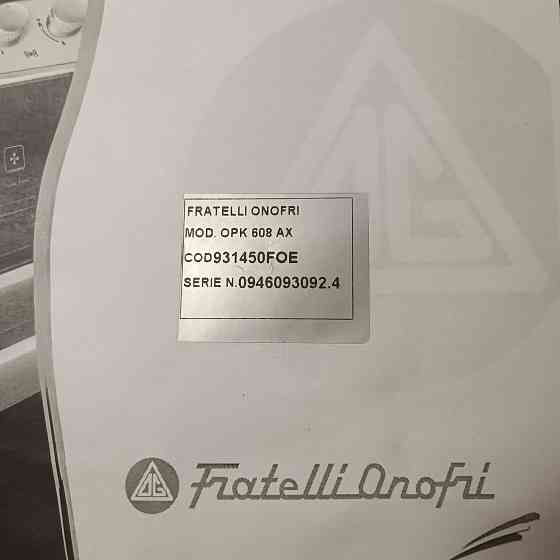 FRATELLI ONOFRI
MOD. OPK 608 AX
COD931450FOE
SERIE N.0946093092.4
Fratelli Onofri